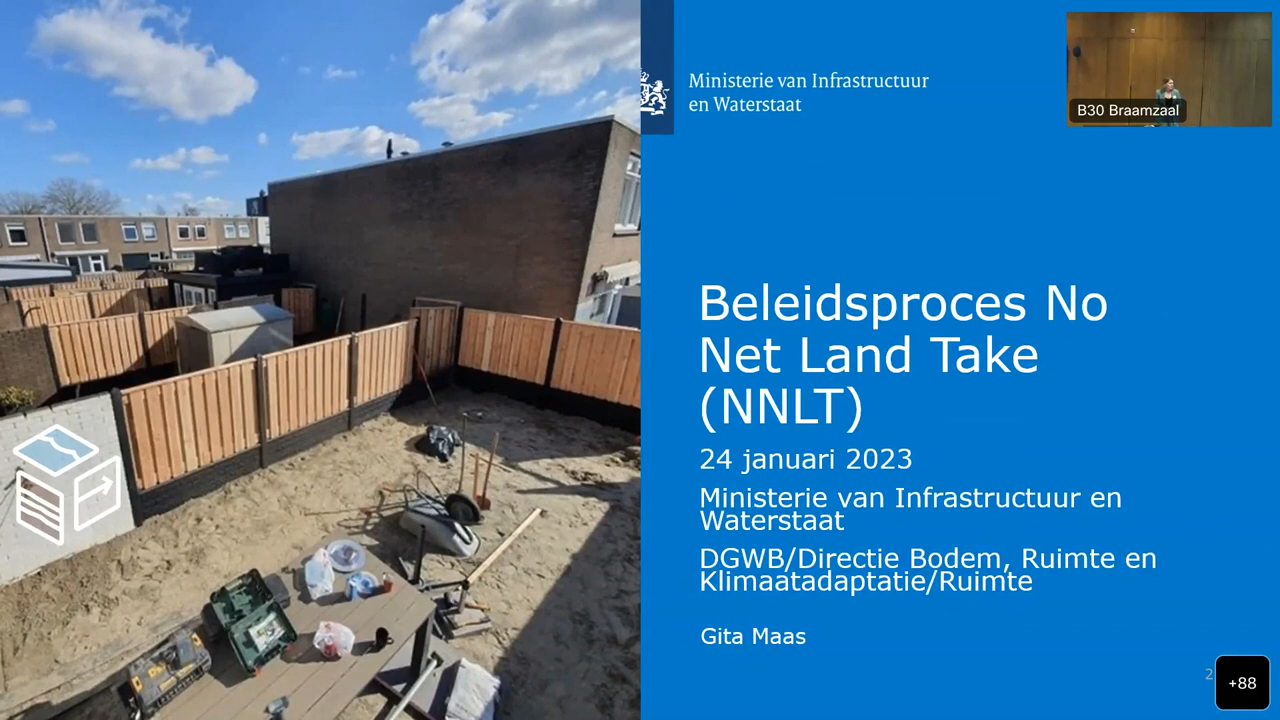 Ministerie van Infrastructuur
en Waterstaat
B30 Braamzaal
Beleidsproces No
Net Land Take
(NNLT)
24 januari 2023
Ministerie van Infrastructuur en
Waterstaat
DGWB/Directie Bodem, Ruimte en
Klimaatadaptatie/Ruimte
Gita Maas
2
+88